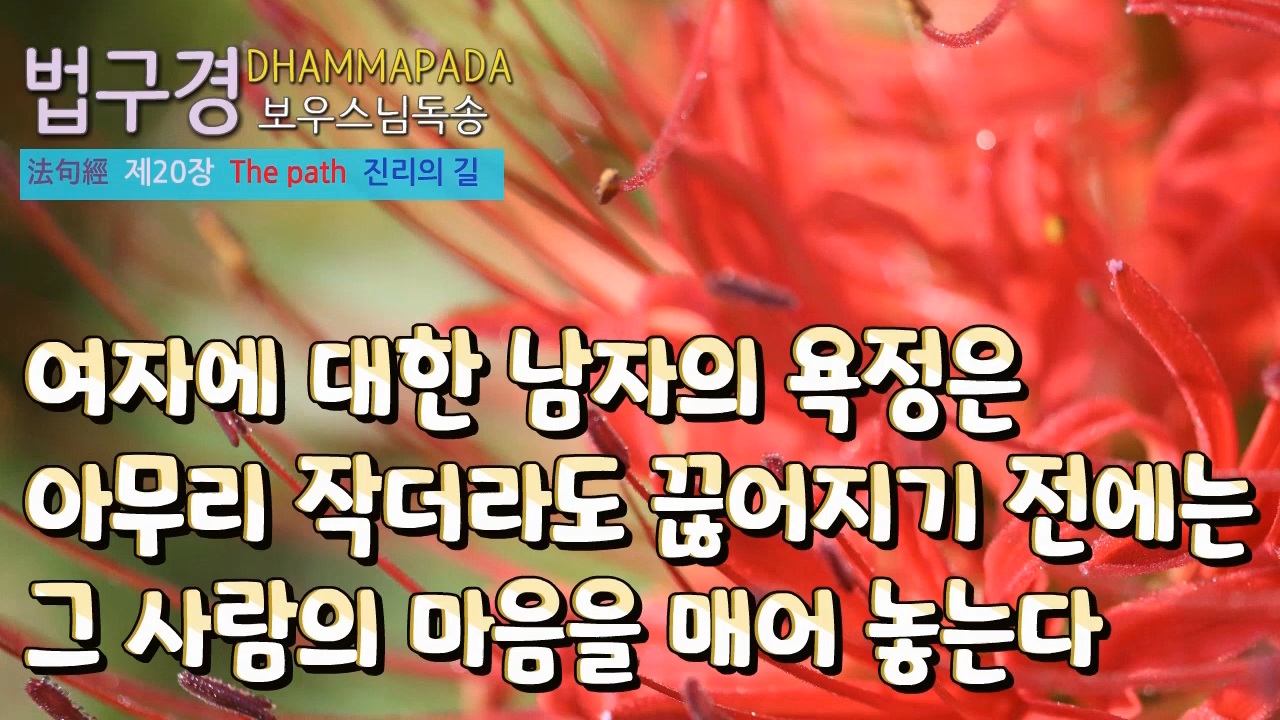 법구경 DHAMMAPADA
보우스님독송
法句經 제20장 The path 진리의 길
여자에 대한 남자의 욕정은
아무리 작더라도 끊어지기 전에는
그 사람의 마음을 매어 놓는다